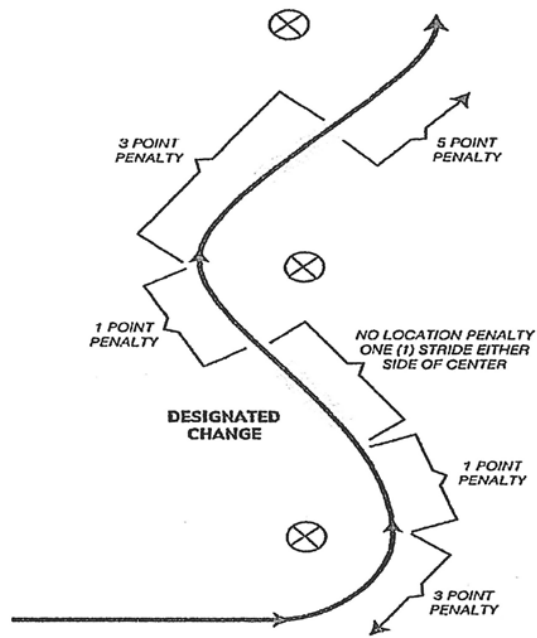 3 POINT
PENALTY
5 POINT
PENALTY
1 POINT
PENALTY
NO LOCATION PENALTY
ONE (1) STRIDE EITHER
SIDE OF CENTER
DESIGNATED
CHANGE
1 POINT
PENALTY
3 POINT
PENALTY